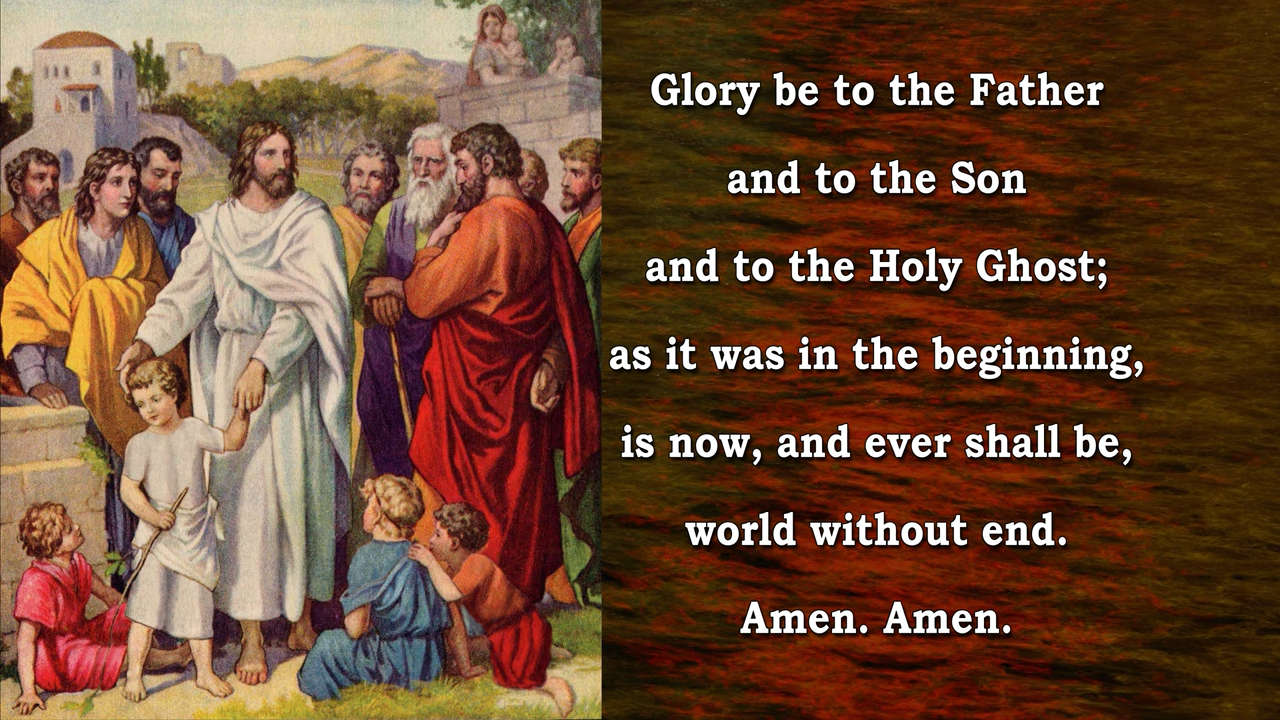 Glory be to the Father
and to the Son
and to the Holy Ghost;
as it was in the beginning,
is now, and ever shall be,
world without end.
Amen. Amen.